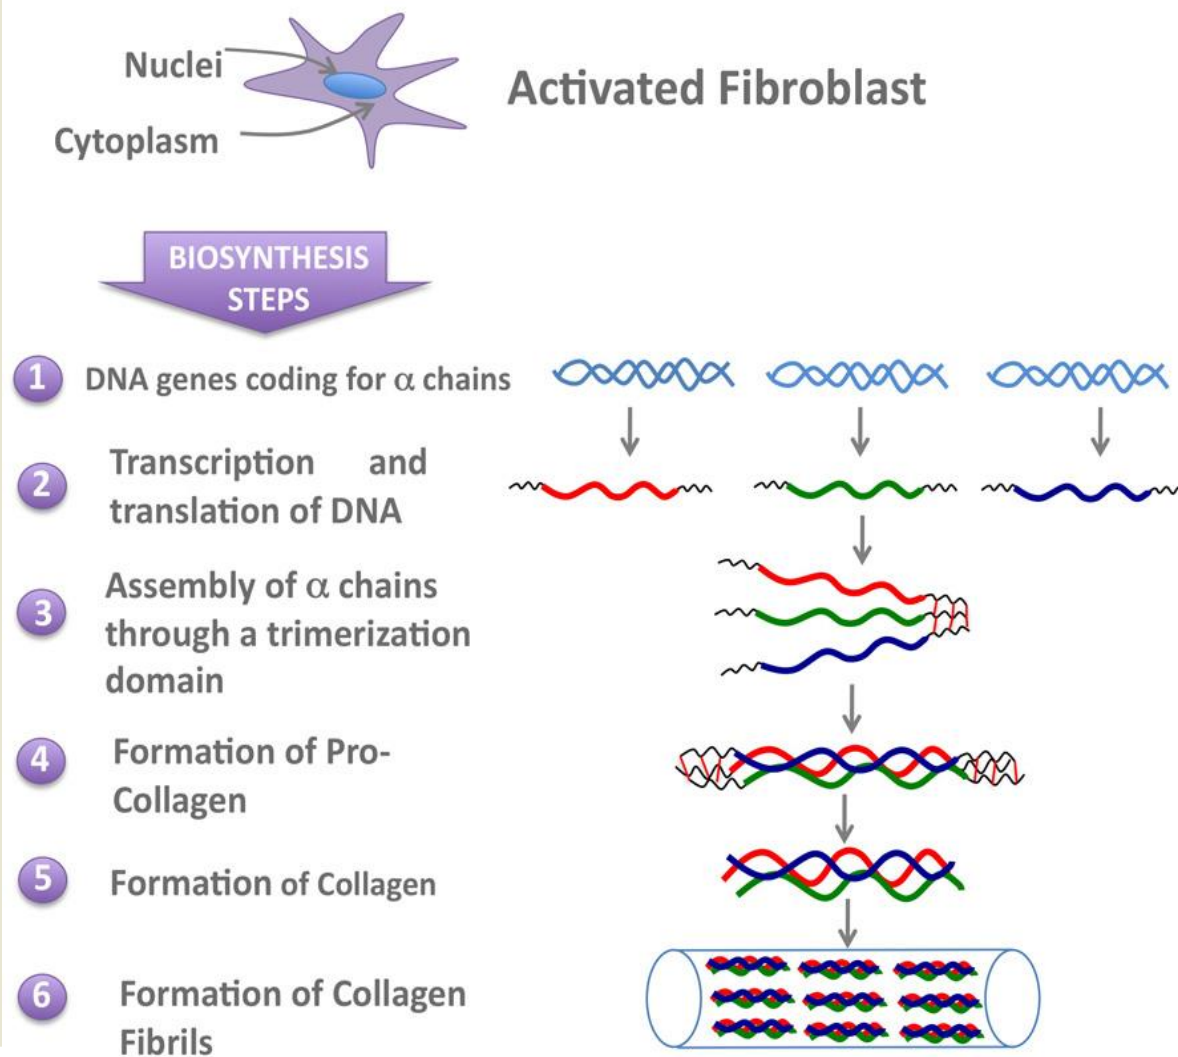 Nuclei
Activated Fibroblast
Cytoplasm
BIOSYNTHESIS
STEPS
1 DNA genes coding for α chains
2 Transcription and
translation of DNA
3 Assembly of α chains
through a trimerization
domain
4 Formation of Pro-
Collagen
5 Formation of Collagen
6 Formation of Collagen
Fibrils